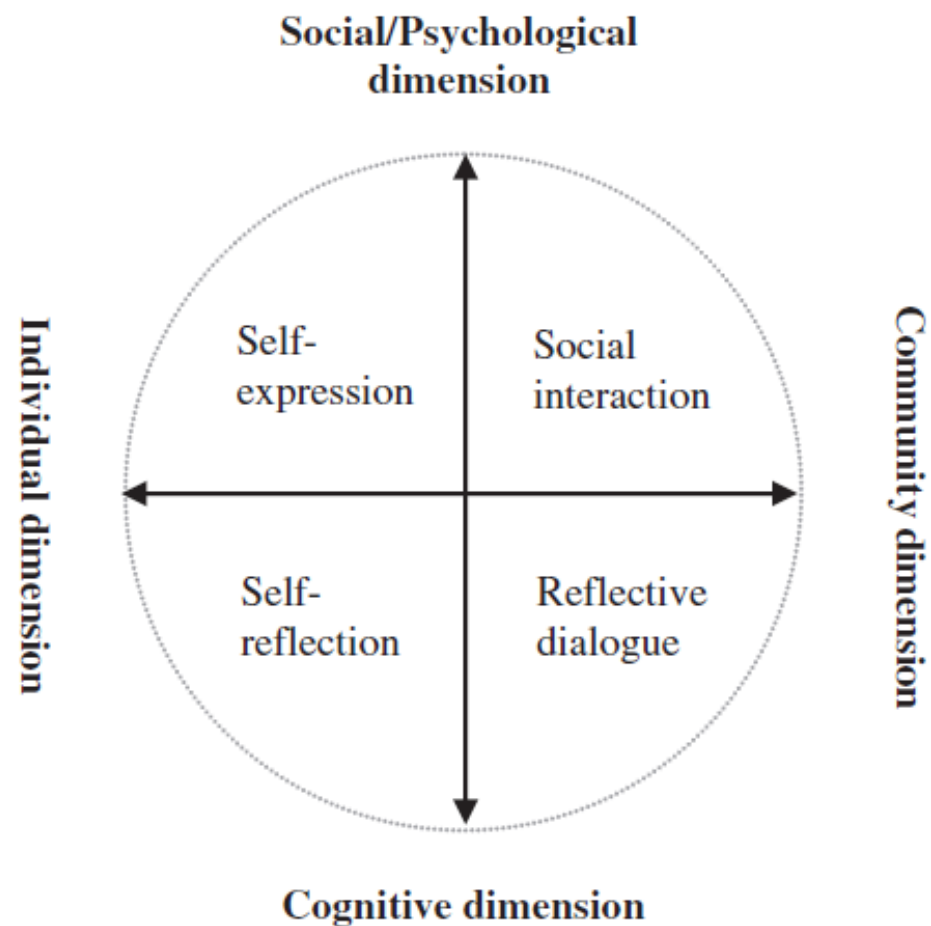 Social/Psychological
dimension
Individual dimension
Self-
expression
Social
interaction
Community dimension
Self-
reflection
Reflective
dialogue
Cognitive dimension